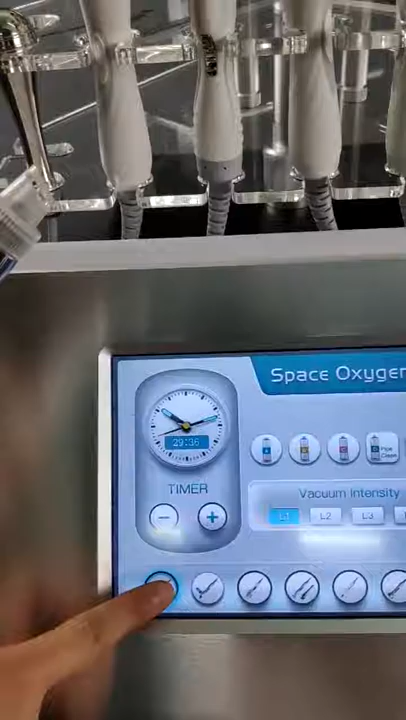 Space Oxygen
29:36
TIMER
Vacuum Intensity
L1
L2
L3